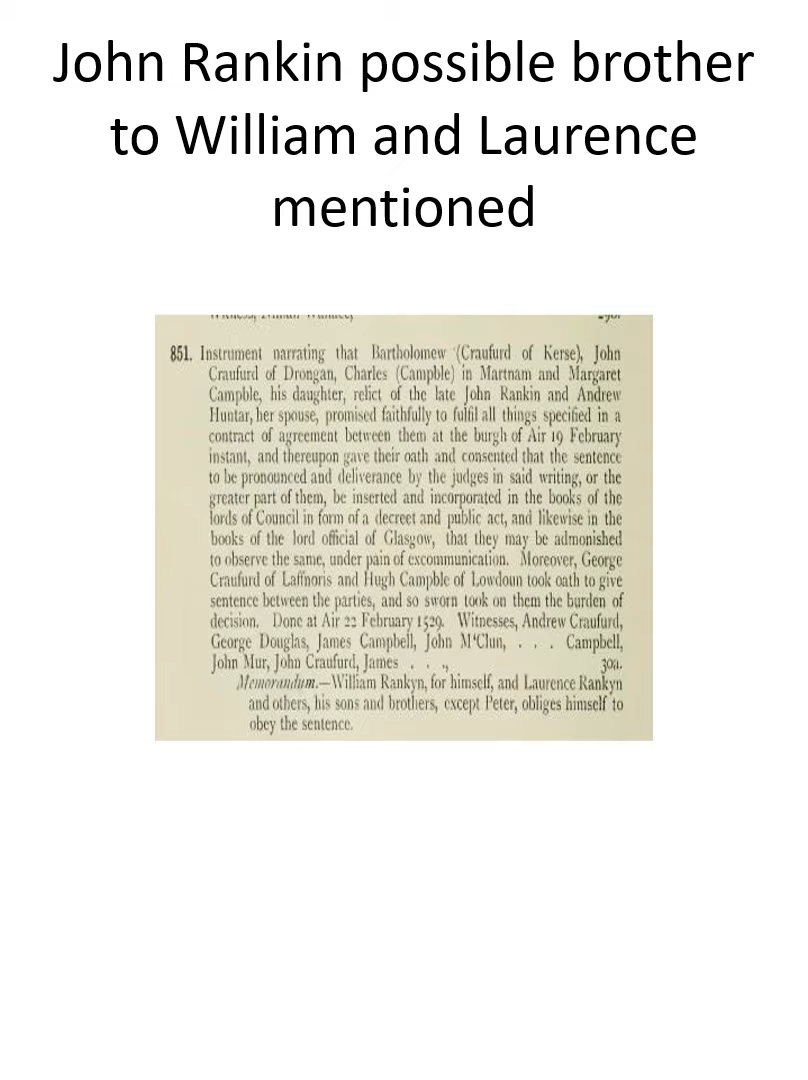 John Rankin possible brother
to William and Laurence
mentioned
851. Instrument narrating that Bartholomew (Craufurd of Kerse), John
Craufurd of Drongan, Charles (Campble) in Martnam and Margaret
Campble, his daughter, relict of the late John Rankin and Andrew
Huntar, her spouse, promised faithfully to fulfil all things specified in a
contract of agreement between them at the burgh of Air 19 February
instant, and thereupon gave their oath and consented that the sentence
to be pronounced and deliverance by the judges in said writing, or the
greater part of them, be inserted and incorporated in the books of the
lords of Council in form of a decreet and public act, and likewise in the
books of the lord official of Glasgow, that they may be admonished
to observe the same, under pain of excommunication. Moreover, George
Craufurd of Laffnoris and Hugh Campble of Lowdoun took oath to give
sentence between the parties, and so sworn took on them the burden of
decision. Done at Air 22 February 1529. Witnesses, Andrew Craufurd,
George Douglas, James Campbell, John M‘Clun, . . . Campbell,
John Mur, John Craufurd, James . . ., 30a.
Memorandum.—William Rankyn, for himself, and Laurence Rankyn
and others, his sons and brothers, except Peter, obliges himself to
obey the sentence.